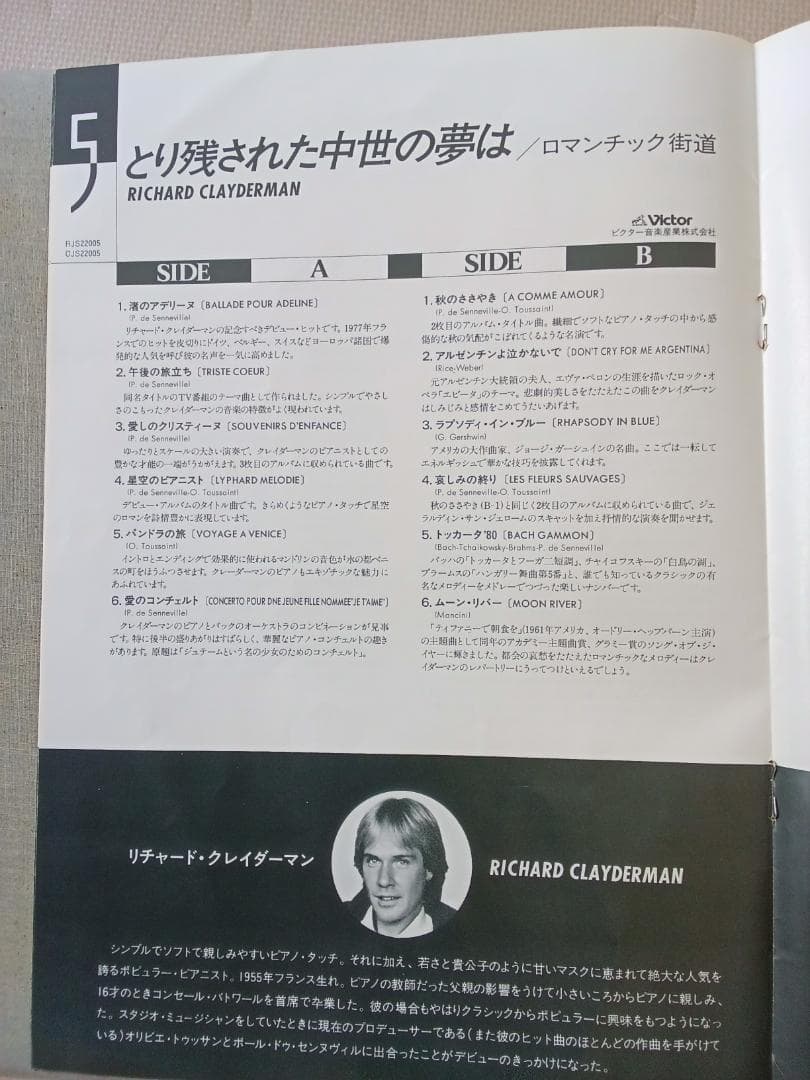 5
とり残された中世の夢は／ロマンチック街道
RICHARD CLAYDERMAN
RJS22005
CJS22005
Victor
ビクター音楽産業株式会社
SIDE A
1. 渚のアデリーヌ〔BALLADE POUR ADELINE〕
(P. de Senneville)
リチャード・クレイダーマンの記念すべきデビュー・ヒットです。1977年フラ
ンスでのヒットを皮切りにドイツ、ベルギー、スイスなどヨーロッパ諸国で爆
発的な人気を呼び彼の名声を一気に高めました。
2. 午後の旅立ち〔TRISTE COEUR〕
同名タイトルのTV番組のテーマ曲として作られました。シンプルでやさし
さのこもったクレイダーマンの音楽の特徴がよく現われています。
3. 愛しのクリスティーヌ〔SOUVENIRS D'ENFANCE〕
(P. de Senneville-O. Toussaint)
ゆったりとスケールの大きい演奏で、クレイダーマンのピアニストとしての
豊かな才能の一端がうかがえます。3枚目のアルバムに収められている曲です。
4. 星空のピアニスト〔LYPHARD MELODIE〕
(P. de Senneville-O. Toussaint)
デビュー・アルバムのタイトル曲です。きらめくようなピアノ・タッチで星空
のロマンを詩情豊かに表現しています。
5. バンドラの旅〔VOYAGE A VENICE〕
(O. Toussaint)
イントロとエンディングで効果的に使われるマンドリンの音色が水の都ベニ
スの町をほうふつさせます。クレーダーマンのピアノもエキゾチックな魅力に
あふれています。
6. 愛のコンチェルト〔CONCERTO POUR DNE JEUNE FILLE NOMMEE"JE T'AIME"〕
(P. de Senneville)
クレイダーマンのピアノとバックのオーケストラのコンビネーションが見事
です。特に後半の盛りあがりはすばらしく、華麗なピアノ・コンチェルトの趣き
があります。原題は「ジュテームという名の少女のためのコンチェルト」。
SIDE B
1. 秋のささやき〔A COMME AMOUR〕
(P. de Senneville-O. Toussaint)
2枚目のアルバム・タイトル曲。繊細でソフトなピアノ・タッチの中から感
傷的な秋の気配がこぼれてくるような名演です。
2. アルゼンチンよ泣かないで〔DON'T CRY FOR ME ARGENTINA〕
(Rice-Weber)
元アルゼンチン大統領の夫人、エヴァ・ペロンの生涯を描いたロック・オ
ペラ「エビータ」のテーマ。悲劇的美しさをたたえたこの曲をクレイダーマン
はしみじみと感情をこめてうたいあげます。
3. ラプソディ・イン・ブルー〔RHAPSODY IN BLUE〕
(G. Gershwin)
アメリカの大作曲家、ジョージ・ガーシュインの名曲。ここでは一転して
エネルギッシュで華かな技巧を披露してくれます。
4. 哀しみの終り〔LES FLEURS SAUVAGES〕
(P. de Senneville-O. Toussaint)
秋のささやき(B-1)と同じく2枚目のアルバムに収められている曲で、ジェ
ラルディン・サン・ジェロームのスキャットを加え抒情的な演奏を聞かせます。
5. トッカータ'80〔BACH GAMMON〕
(Bach-Tchaikowsky-Brahms-P. de Senneville)
バッハの「トッカータとフーガ二短調」、チャイコフスキーの「白鳥の湖」、
ブラームスの「ハンガリー舞曲第5番」と、誰でも知っているクラシックの有
名なメロディーをメドレーでつづった楽しいナンバーです。
6. ムーン・リバー〔MOON RIVER〕
(Mancini)
「ティファニーで朝食を」(1961年アメリカ、オードリー・ヘップバーン主演)
の主題曲として同年のアカデミー主題曲賞、グラミー賞のソング・オブ・ジ・
イヤーに輝きました。都会の哀愁をたたえたロマンチックなメロディーはクレ
イダーマンのレパートリーにうってつけといえるでしょう。
リチャード・クレイダーマン
RICHARD CLAYDERMAN
シンプルでソフトで親しみやすいピアノ・タッチ。それに加え、若さと貴公子のように甘いマスクに恵まれて絶大な人気を
誇るポピュラー・ピアニスト。1955年フランス生れ。ピアノの教師だった父親の影響をうけて小さいころからピアノに親しみ、
16才のときコンセール・バトワールを首席で卒業した。彼の場合もやはりクラシックからポピュラーに興味をもつようになっ
た。スタジオ・ミュージシャンをしていたときに現在のプロデューサーである(また彼のヒット曲のほとんどの作曲を手がけて
いる)オリビエ・トゥッサンとポール・ドゥ・センヌヴィルに出合ったことがデビューのきっかけになった。